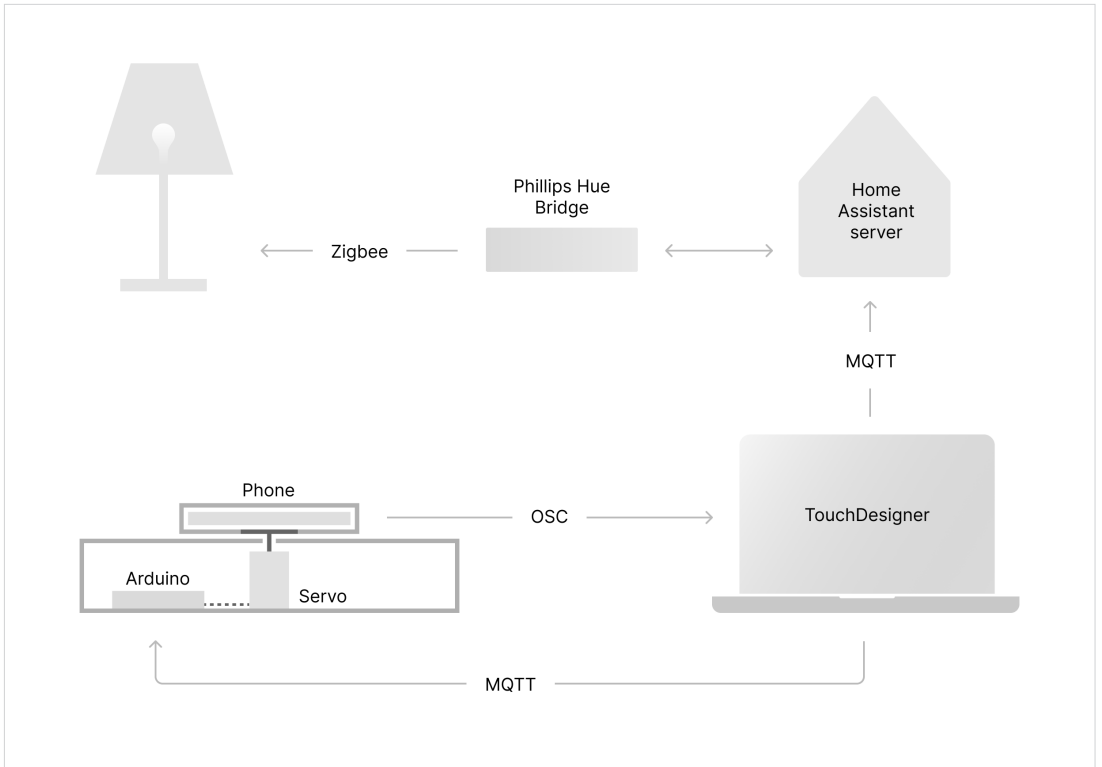 Phillips Hue
Bridge
Home
Assistant
server
Zigbee
MQTT
Phone
OSC
TouchDesigner
Arduino
Servo
MQTT